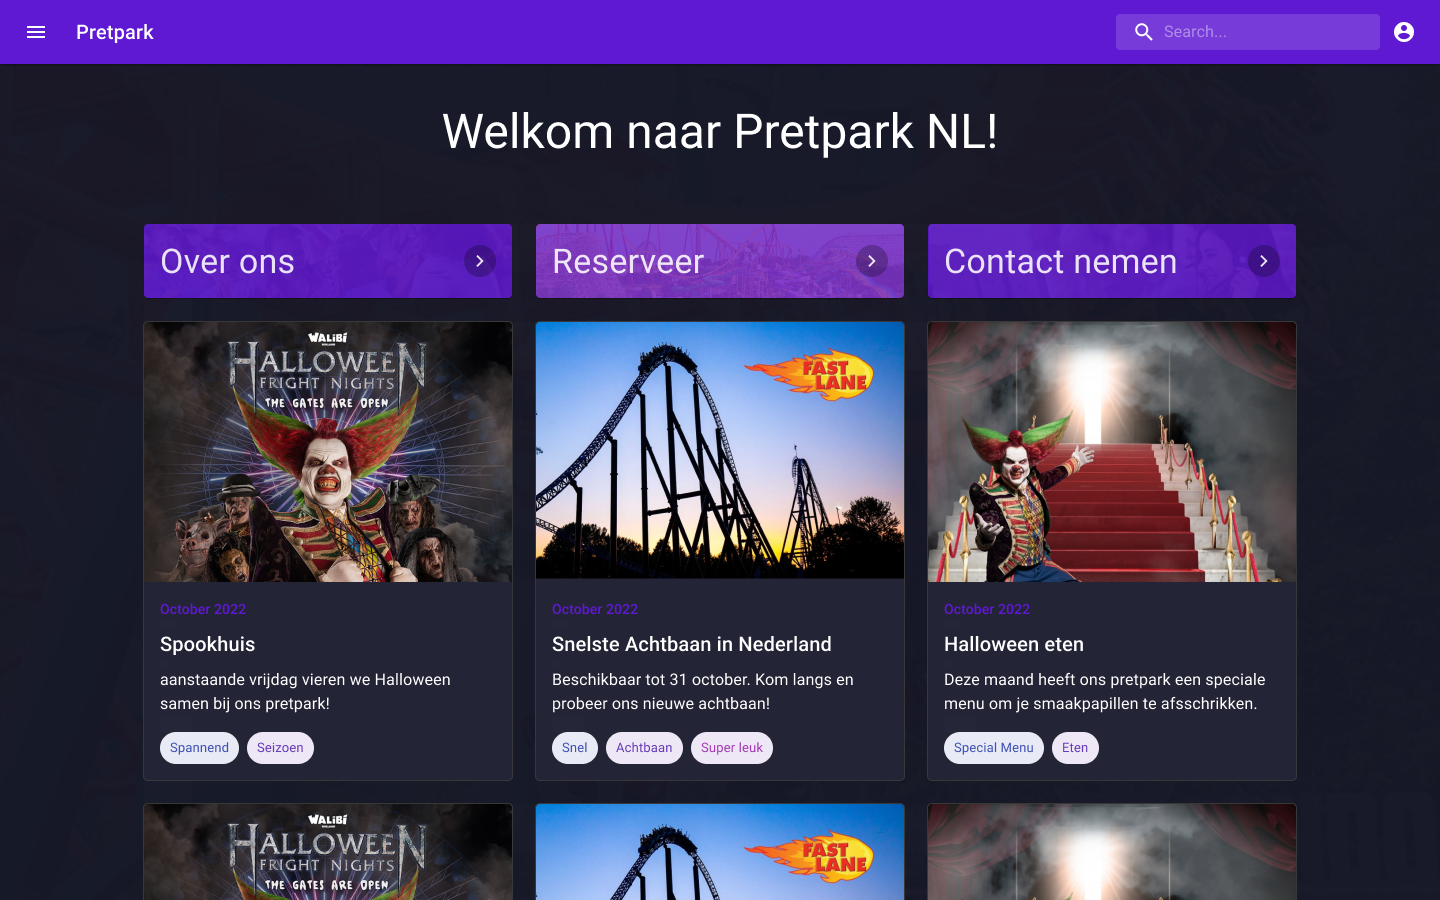 Pretpark
Search...
Welkom naar Pretpark NL!
Over ons
Reserveer
Contact nemen
WALiBi
HALLOWEEN
FRIGHT NIGHTS
THE GATES ARE OPEN
FAST
LANE
October 2022
Spookhuis
aanstaande vrijdag vieren we Halloween
samen bij ons pretpark!
Spannend
Seizoen
October 2022
Snelste Achtbaan in Nederland
Beschikbaar tot 31 october. Kom langs en
probeer ons nieuwe achtbaan!
Snel
Achtbaan
Super leuk
October 2022
Halloween eten
Deze maand heeft ons pretpark een speciale
menu om je smaakpapillen te afsschrikken.
Special Menu
Eten
WALiBi
HALLOWEEN
FRIGHT NIGHTS
THE GATES ARE OPEN
FAST
LANE